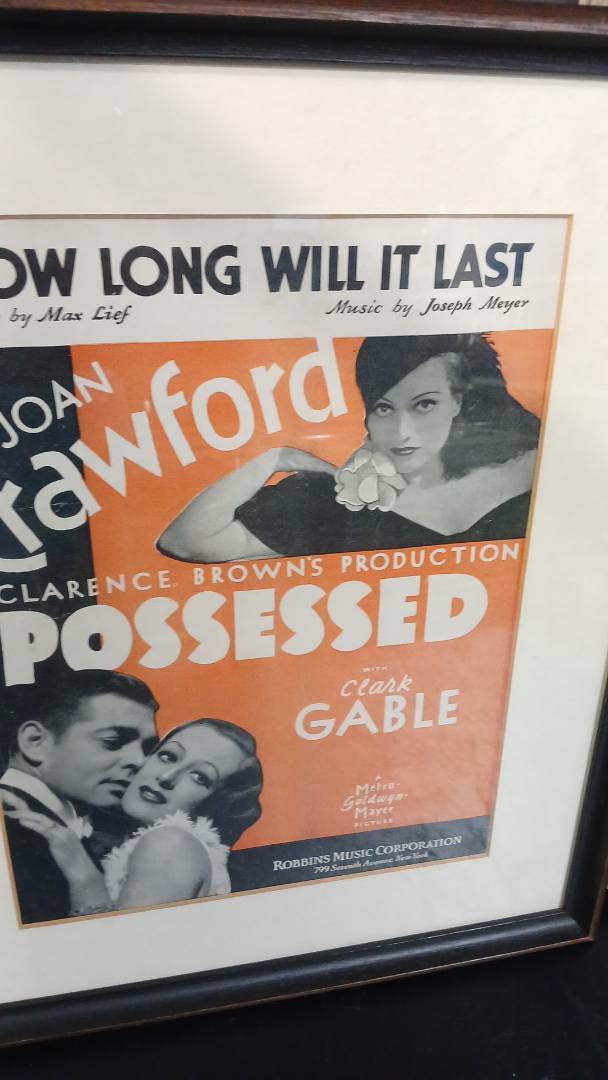 OW LONG WILL IT LAST
by Max Lief
Music by Joseph Meyer
JOAN
Crawford
CLARENCE BROWN'S PRODUCTION
POSSESSED
WITH
Clark
GABLE
A
Metro-
Goldwyn-
Mayer
PICTURE
ROBBINS MUSIC CORPORATION
799 Seventh Avenue, New York